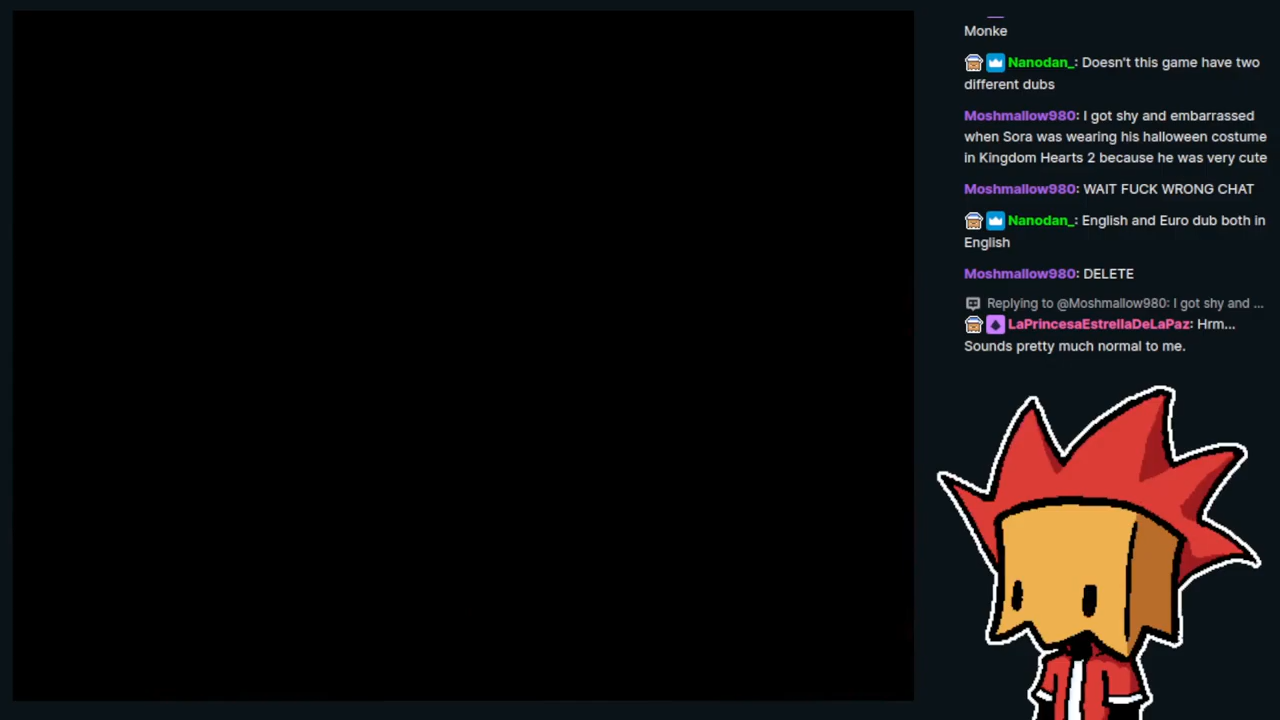 Monke
Nanodan_: Doesn't this game have two
different dubs
Moshmallow980: I got shy and embarrassed
when Sora was wearing his halloween costume
in Kingdom Hearts 2 because he was very cute
Moshmallow980: WAIT FUCK WRONG CHAT
Nanodan_: English and Euro dub both in
English
Moshmallow980: DELETE
Replying to @Moshmallow980: I got shy and ...
LaPrincesaEstrellaDeLaPaz: Hrm...
Sounds pretty much normal to me.